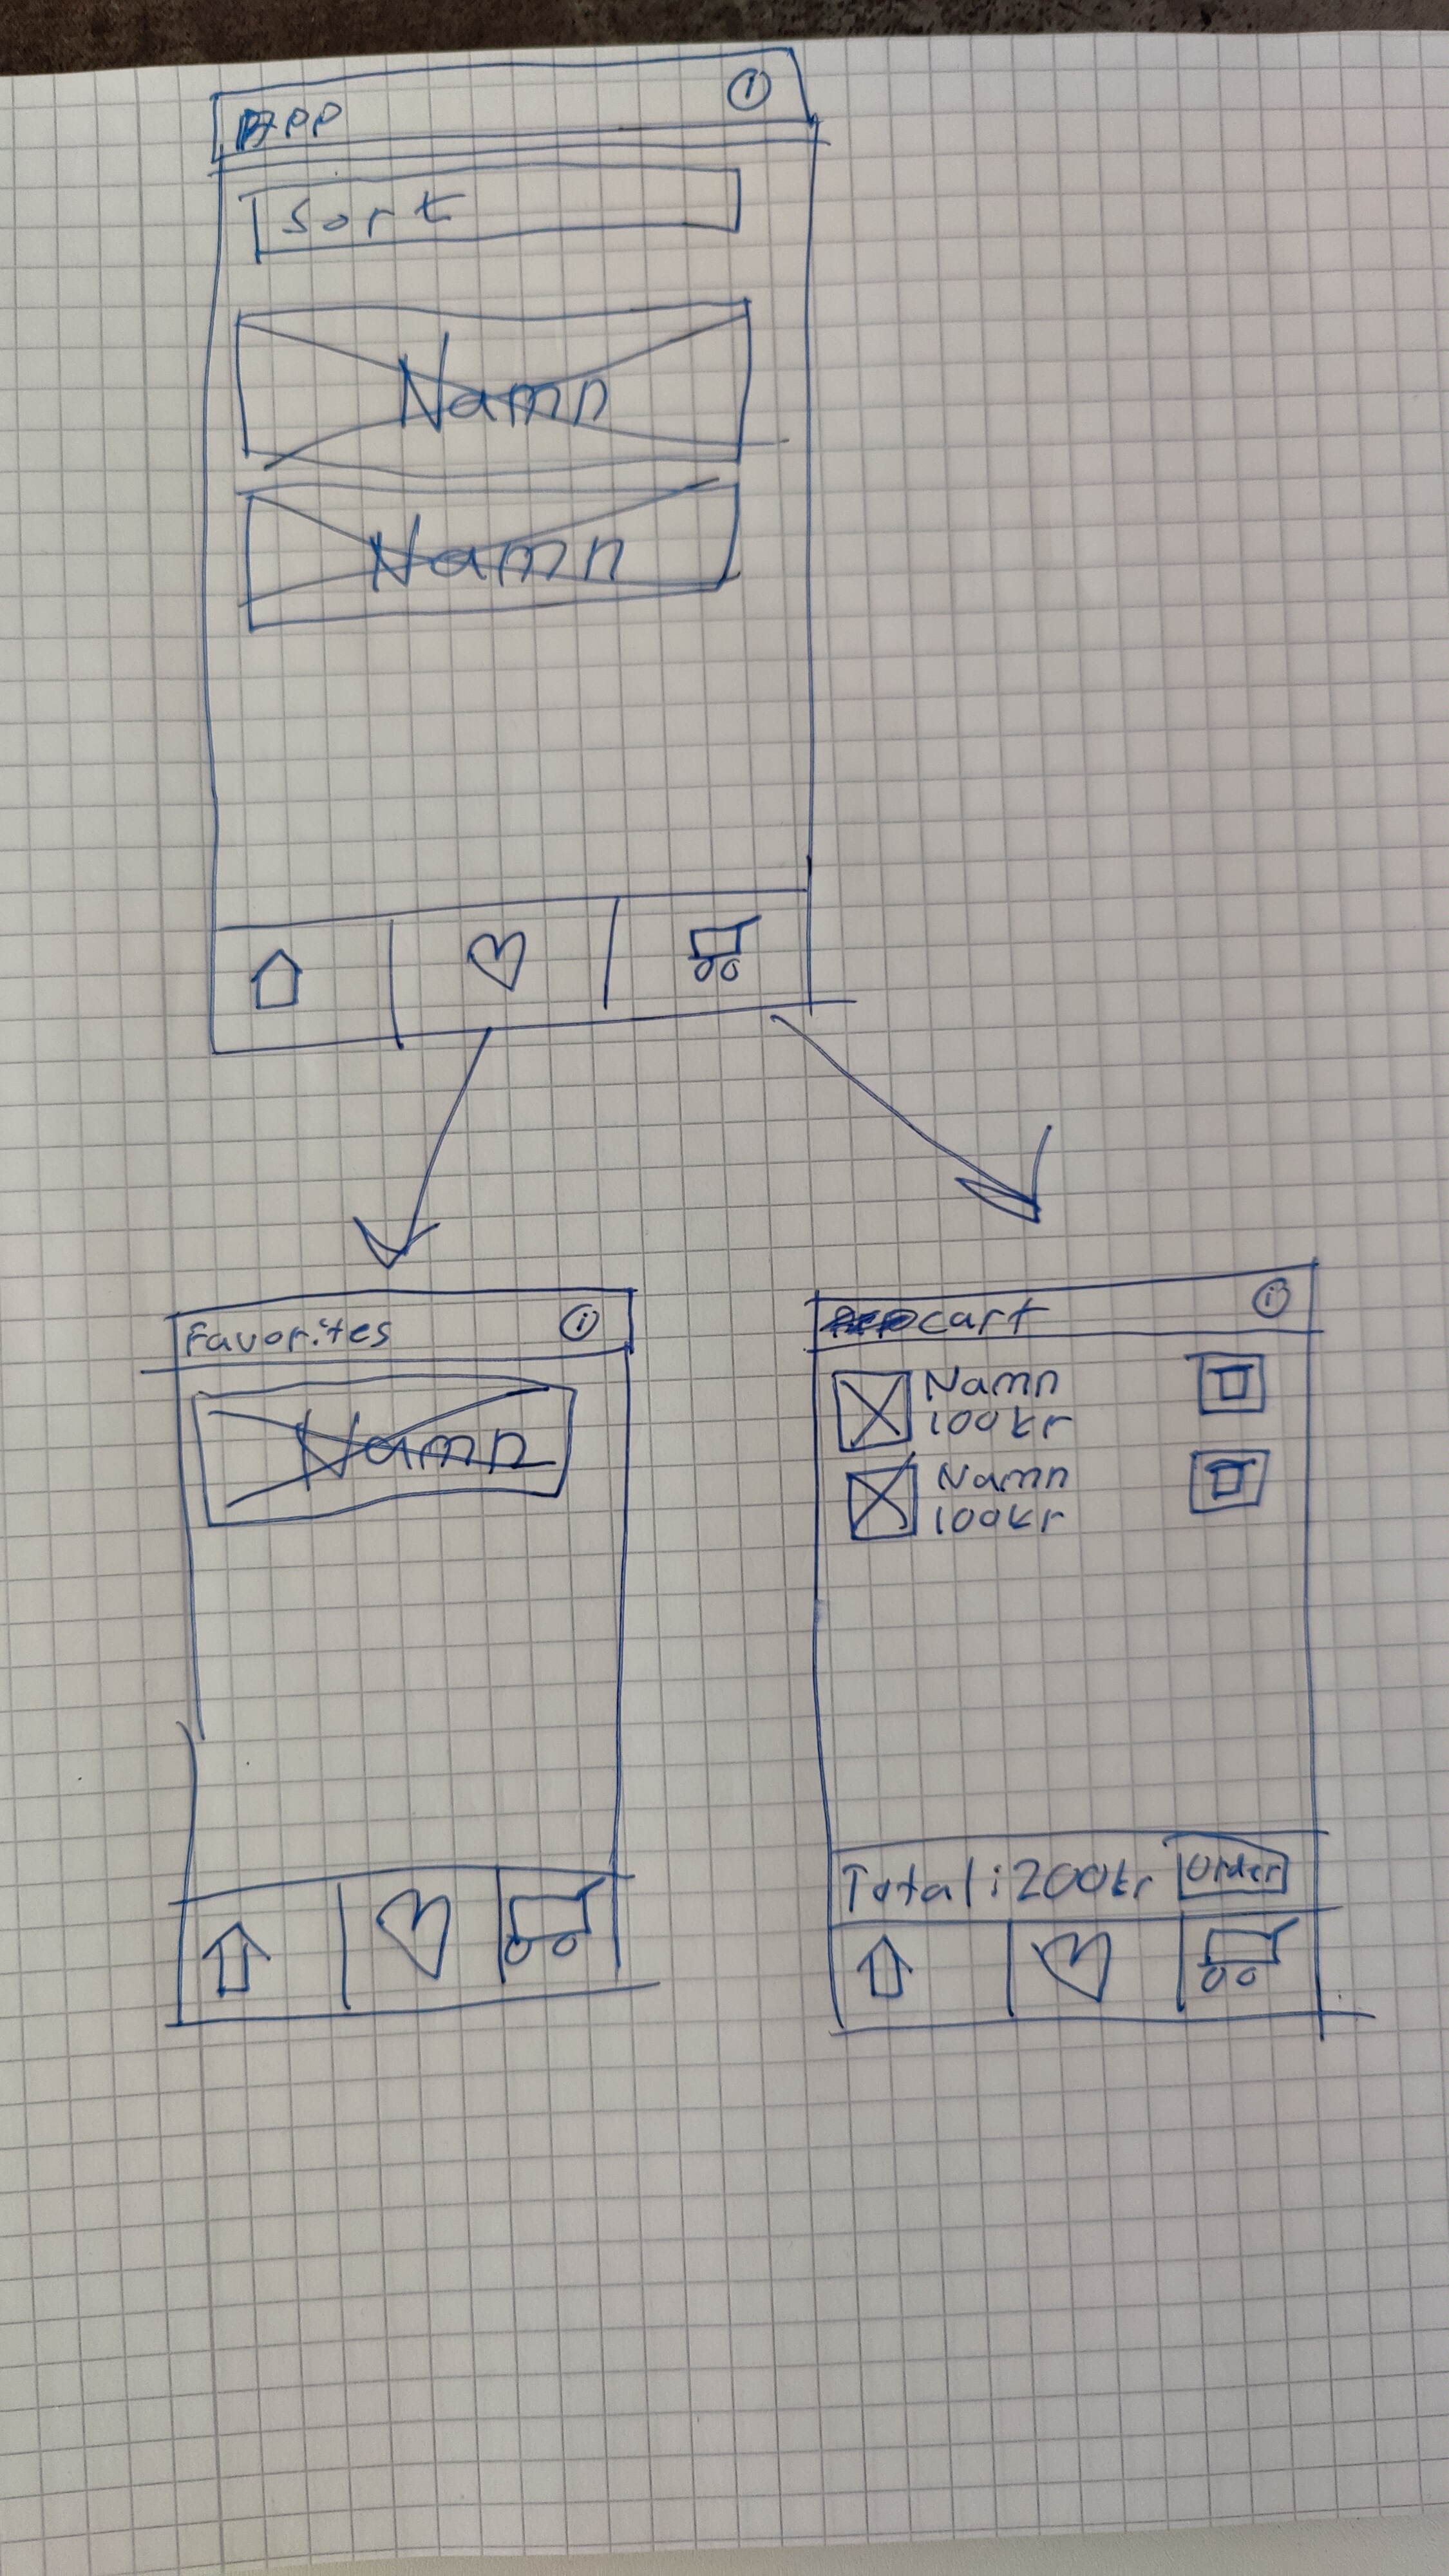 App
Sort
Namn
Namn
Favorites
Namn
cart
Namn
100kr
Namn
100kr
Total: 200kr
Order